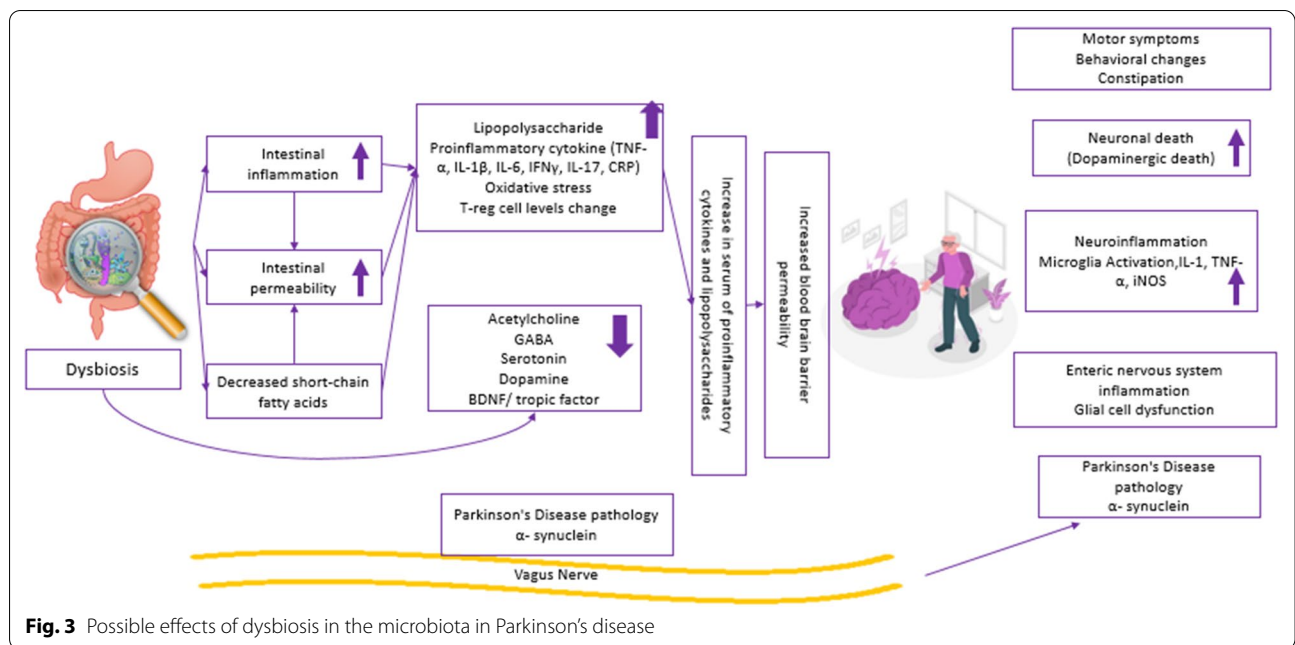 Dysbiosis
Intestinal
inflammation
Intestinal
permeability
Decreased short-chain
fatty acids
Lipopolysaccharide
Proinflammatory cytokine (TNF-
α, IL-1β, IL-6, IFNγ, IL-17, CRP)
Oxidative stress
T-reg cell levels change
Acetylcholine
GABA
Serotonin
Dopamine
BDNF/ tropic factor
Increase in serum of proinflammatory
cytokines and lipopolysaccharides
Increased blood brain barrier
permeability
Motor symptoms
Behavioral changes
Constipation
Neuronal death
(Dopaminergic death)
Neuroinflammation
Microglia Activation,IL-1, TNF-
α, iNOS
Enteric nervous system
inflammation
Glial cell dysfunction
Parkinson's Disease
pathology
α- synuclein
Parkinson's Disease pathology
α- synuclein
Vagus Nerve
Fig. 3 Possible effects of dysbiosis in the microbiota in Parkinson’s disease